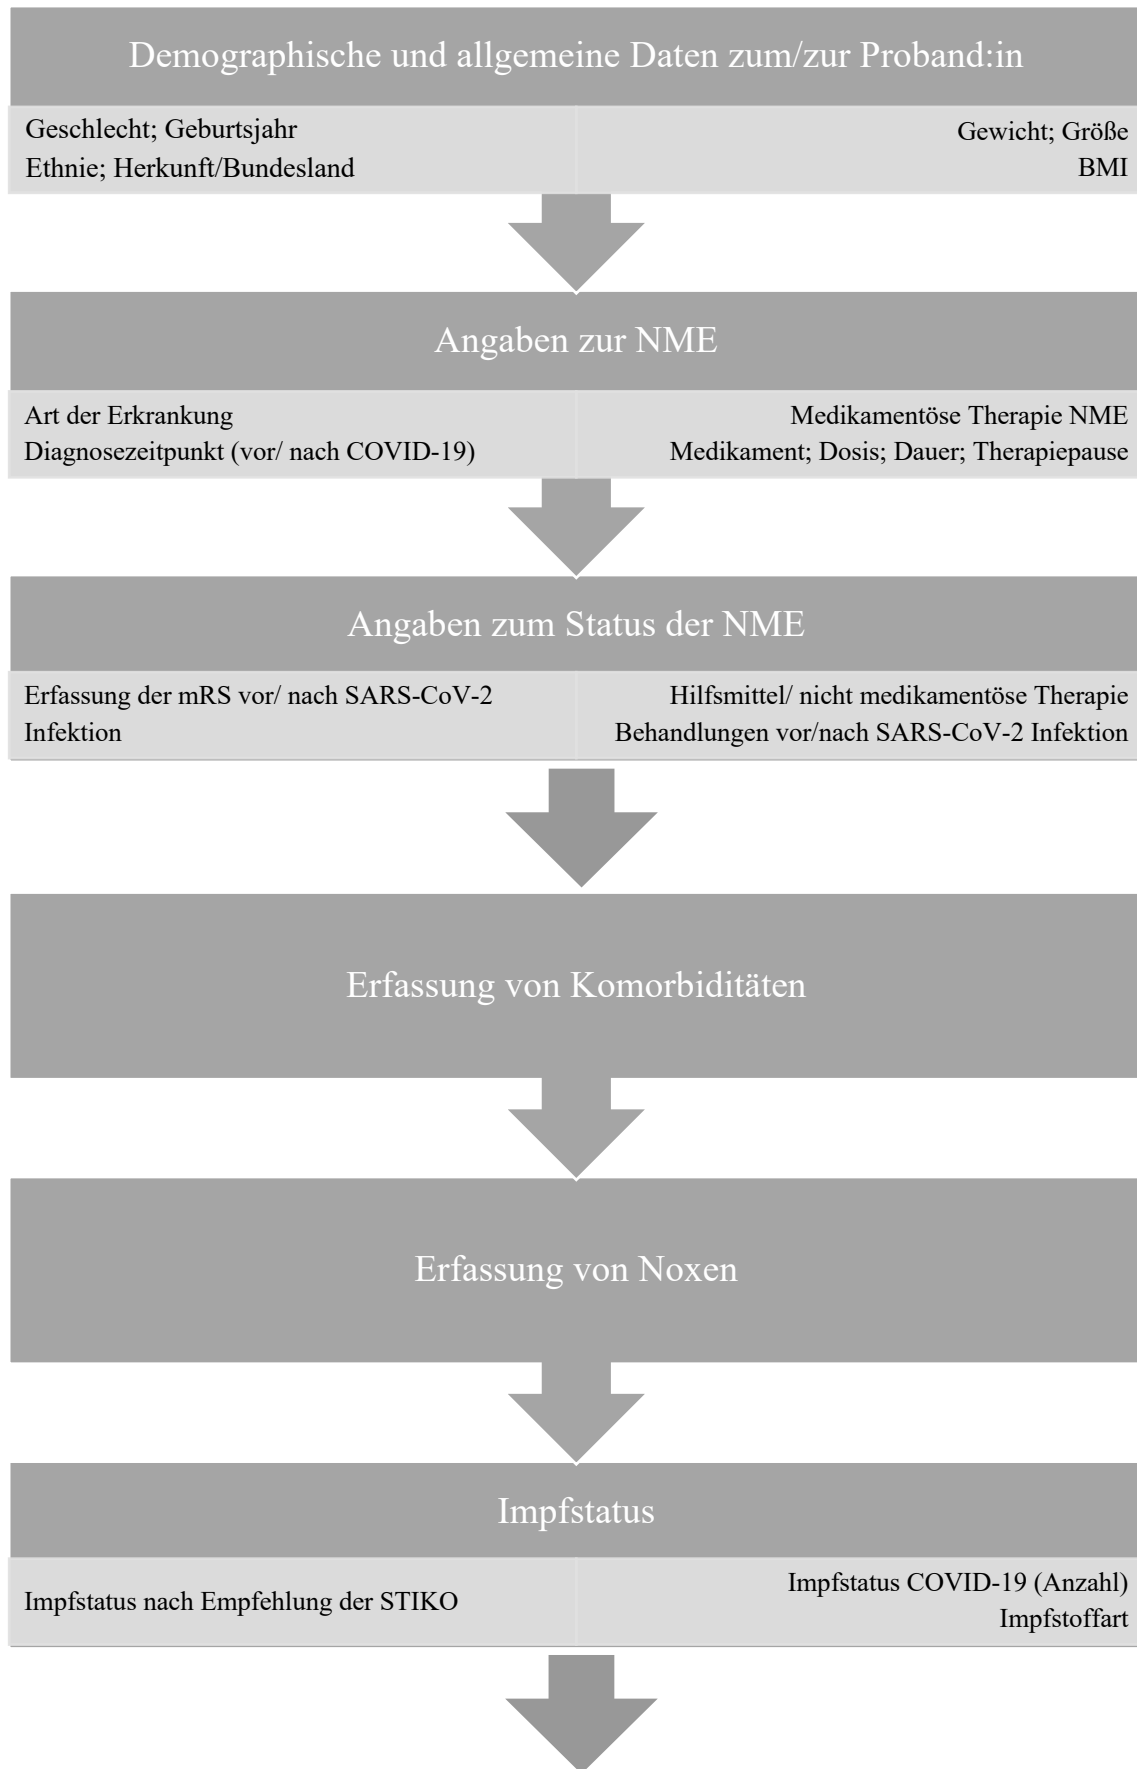 Demographische und allgemeine Daten zum/zur Proband:in
Geschlecht; Geburtsjahr
Ethnie; Herkunft/Bundesland
Gewicht; Größe
BMI
Angaben zur NME
Art der Erkrankung
Diagnosezeitpunkt (vor/ nach COVID-19)
Medikamentöse Therapie NME
Medikament; Dosis; Dauer; Therapiepause
Angaben zum Status der NME
Erfassung der mRS vor/ nach SARS-CoV-2
Infektion
Hilfsmittel/ nicht medikamentöse Therapie
Behandlungen vor/nach SARS-CoV-2 Infektion
Erfassung von Komorbiditäten
Erfassung von Noxen
Impfstatus
Impfstatus nach Empfehlung der STIKO
Impfstatus COVID-19 (Anzahl)
Impfstoffart